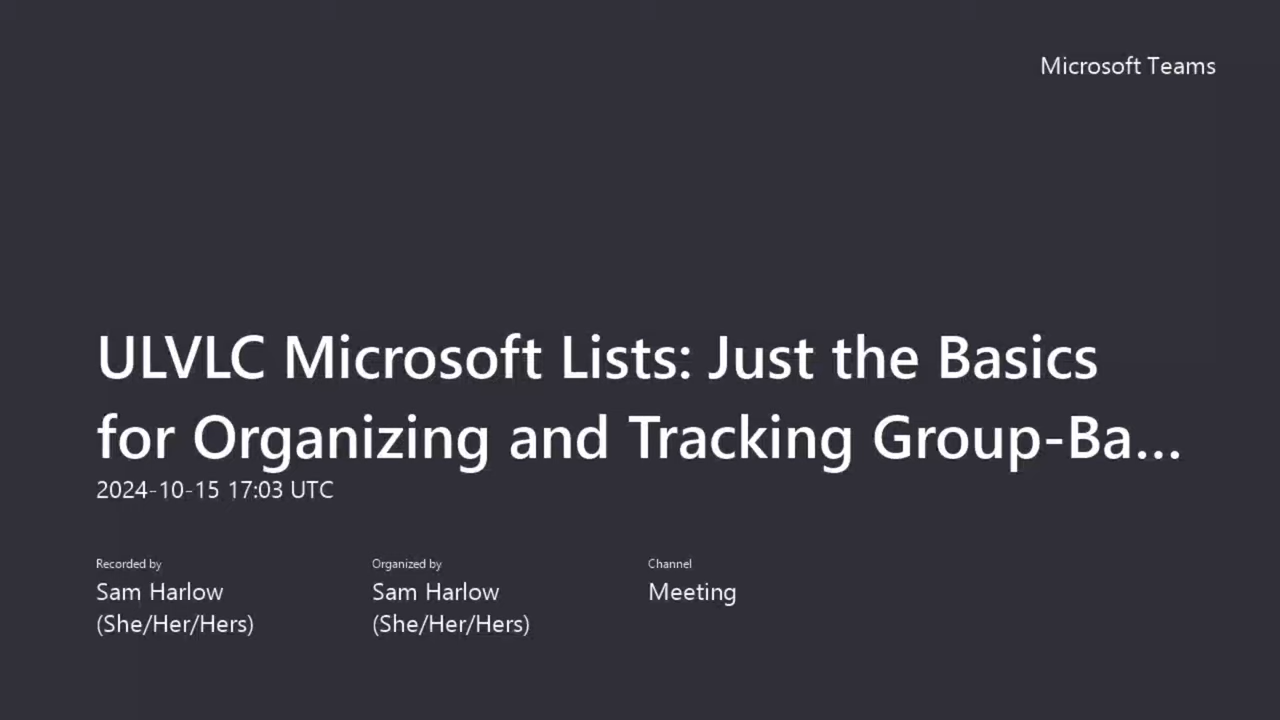 Microsoft Teams
ULVLC Microsoft Lists: Just the Basics
for Organizing and Tracking Group-Ba...
2024-10-15 17:03 UTC
Recorded by
Sam Harlow
(She/Her/Hers)
Organized by
Sam Harlow
(She/Her/Hers)
Channel
Meeting